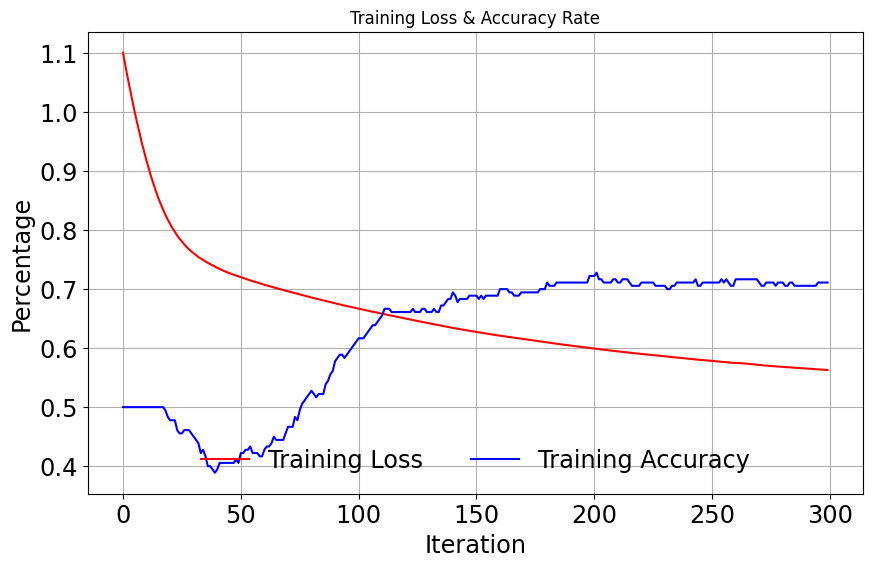 Training Loss & Accuracy Rate
Percentage
1.1
1.0
0.9
0.8
0.7
0.6
0.5
0.4
Training Loss Training Accuracy
0 50 100 150 200 250 300
Iteration